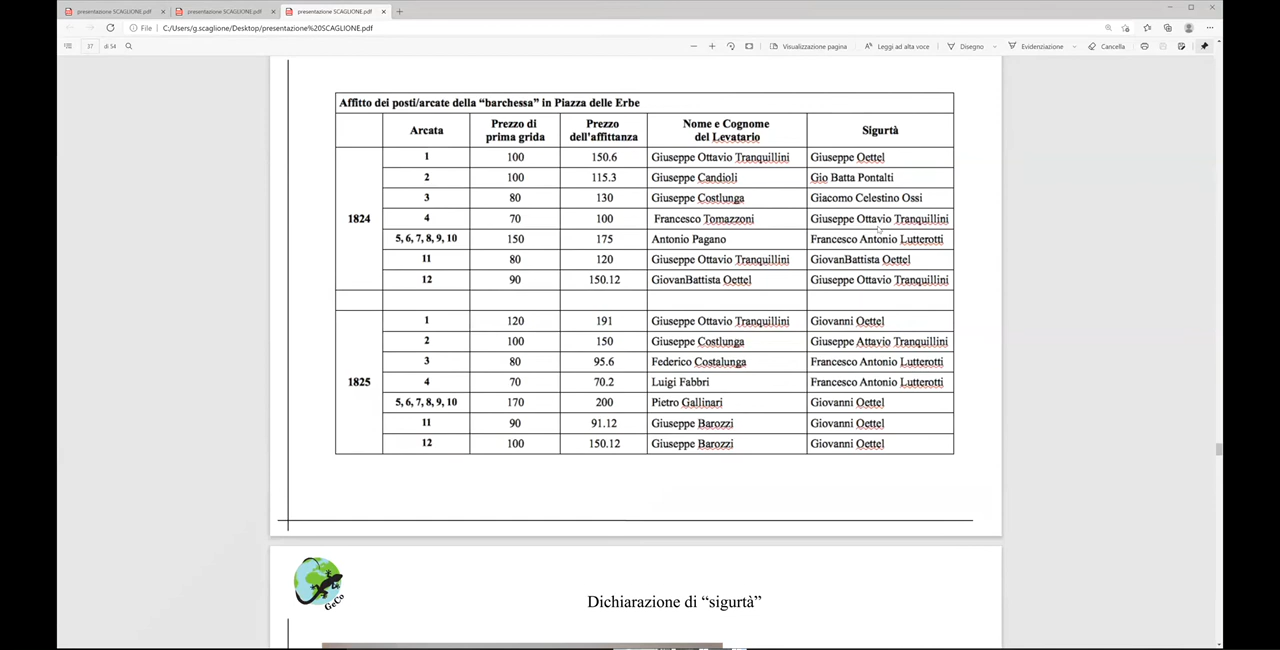 presentazione SCAGLIONE.pdf
presentazione SCAGLIONE.pdf
presentazione SCAGLIONE.pdf
File
C:/Users/g.scaglione/Desktop/presentazione%20SCAGLIONE.pdf
37 di 54
Visualizzazione pagina
Leggi ad alta voce
Disegno
Evidenziazione
Cancella
Affitto dei posti/arcate della “barchessa” in Piazza delle Erbe
Arcata
Prezzo di prima grida
Prezzo dell'affittanza
Nome e Cognome del Levatario
Sigurtà
1824
1 100 150.6 Giuseppe Ottavio Tranquillini Giuseppe Oettel
2 100 115.3 Giuseppe Candioli Gio Batta Pontalti
3 80 130 Giuseppe Costlunga Giacomo Celestino Ossi
4 70 100 Francesco Tomazzoni Giuseppe Ottavio Tranquillini
5, 6, 7, 8, 9, 10 150 175 Antonio Pagano Francesco Antonio Lutterotti
11 80 120 Giuseppe Ottavio Tranquillini GiovanBattista Oettel
12 90 150.12 GiovanBattista Oettel Giuseppe Ottavio Tranquillini
1825
1 120 191 Giuseppe Ottavio Tranquillini Giovanni Oettel
2 100 150 Giuseppe Costlunga Giuseppe Attavio Tranquillini
3 80 95.6 Federico Costalunga Francesco Antonio Lutterotti
4 70 70.2 Luigi Fabbri Francesco Antonio Lutterotti
5, 6, 7, 8, 9, 10 170 200 Pietro Gallinari Giovanni Oettel
11 90 91.12 Giuseppe Barozzi Giovanni Oettel
12 100 150.12 Giuseppe Barozzi Giovanni Oettel
GeCo
Dichiarazione di “sigurtà”